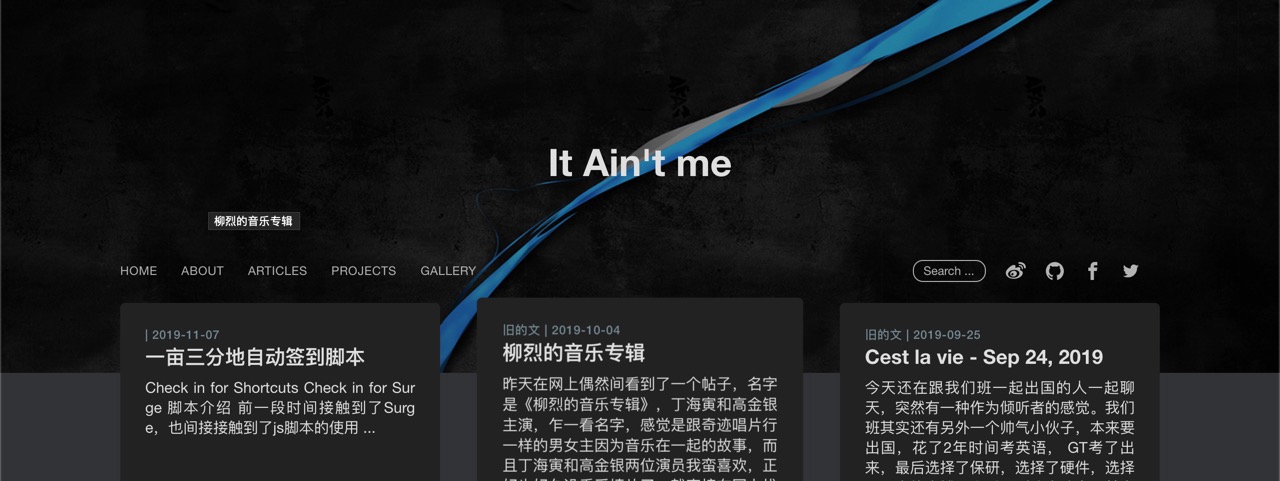 It Ain't me
柳烈的音乐专辑
HOME ABOUT ARTICLES PROJECTS GALLERY Search ...
| 2019-11-07
一亩三分地自动签到脚本
Check in for Shortcuts Check in for Sur
ge 脚本介绍 前一段时间接触到了Surg
e，也间接接触到了js脚本的使用 ...
旧的文 | 2019-10-04
柳烈的音乐专辑
昨天在网上偶然间看到了一个帖子，名字
是《柳烈的音乐专辑》，丁海寅和高金银
主演，乍一看名字，感觉是跟奇迹唱片行
一样的男女主因为音乐在一起的故事，而
且丁海寅和高金银两位演员我蛮喜欢，正
旧的文 | 2019-09-25
Cest la vie - Sep 24, 2019
今天还在跟我们班一起出国的人一起聊
天，突然有一种作为倾听者的感觉。我们
班其实还有另外一个帅气小伙子，本来要
出国，花了2年时间考英语， GT考了出
来，最后选择了保研，选择了硬件，选择